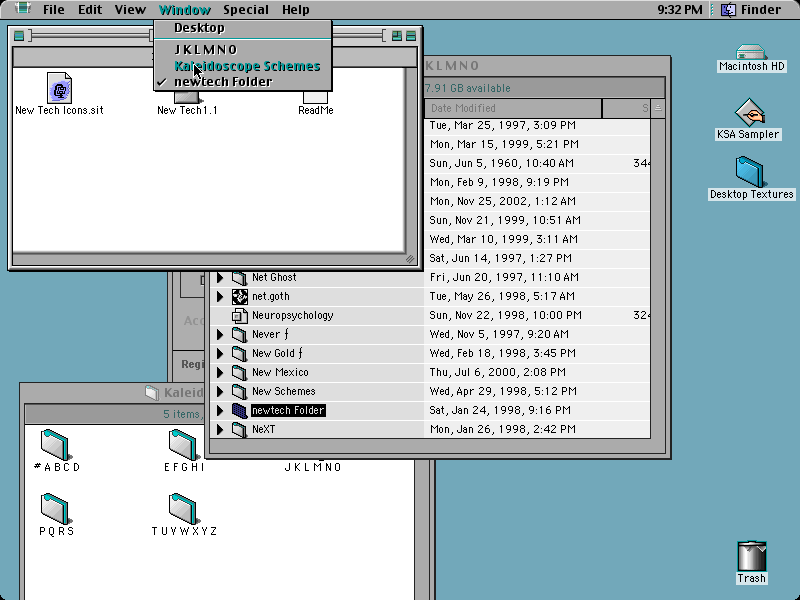 File Edit View Window Special Help 9:32 PM Finder
Desktop
J K L M N O
Kaleidoscope Schemes
✓ newtech Folder
New Tech Icons.sit
New Tech1.1
ReadMe
J K L M N O
7.91 GB available
Date Modified
Tue, Mar 25, 1997, 3:09 PM
Mon, Mar 15, 1999, 5:21 PM
Sun, Jun 5, 1960, 10:40 AM 344
Mon, Feb 9, 1998, 9:19 PM
Mon, Nov 25, 2002, 1:12 AM
Sun, Nov 21, 1999, 10:51 AM
Wed, Mar 10, 1999, 3:11 AM
Sat, Jun 14, 1997, 1:27 PM
Net Ghost Fri, Jun 20, 1997, 11:10 AM
net.goth Tue, May 26, 1998, 5:17 AM
Neuropsychology Sun, Nov 22, 1998, 10:00 PM 324
Never ƒ Wed, Nov 5, 1997, 9:20 AM
New Gold ƒ Wed, Feb 18, 1998, 3:45 PM
New Mexico Thu, Jul 6, 2000, 2:08 PM
New Schemes Wed, Apr 29, 1998, 5:12 PM
newtech Folder Sat, Jan 24, 1998, 9:16 PM
NeXT Mon, Jan 26, 1998, 2:42 PM
Acc
Regi
Kaleid
5 items,
#A B C D
E F G H I
J K L M N O
P Q R S
T U V W X Y Z
Macintosh HD
KSA Sampler
Desktop Textures
Trash